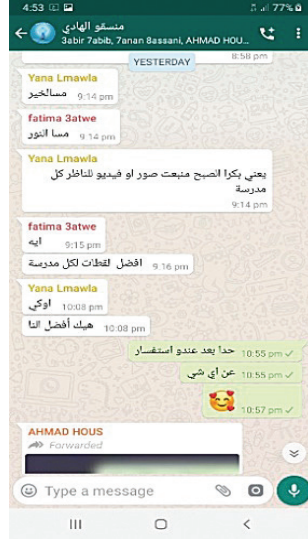 4:53
77%
منسقو الهادي
3abir 7abib, 7anan 8assani, AHMAD HOU...
YESTERDAY
8:58 pm
Yana Lmawla
مسالخير 9:14 pm
fatima 3atwe
مسا النور 9:14 pm
Yana Lmawla
يعني بكرا الصبح منبعت صور او فيديو للناظر كل
مدرسة
9:14 pm
fatima 3atwe
ايه 9:15 pm
افضل لقطات لكل مدرسة 9:16 pm
Yana Lmawla
اوكي 10:08 pm
هيك أفضل النا 10:08 pm
حدا بعد عندو استفسار 10:55 pm
عن اي شي 10:55 pm
10:57 pm
AHMAD HOUS
Forwarded
Type a message